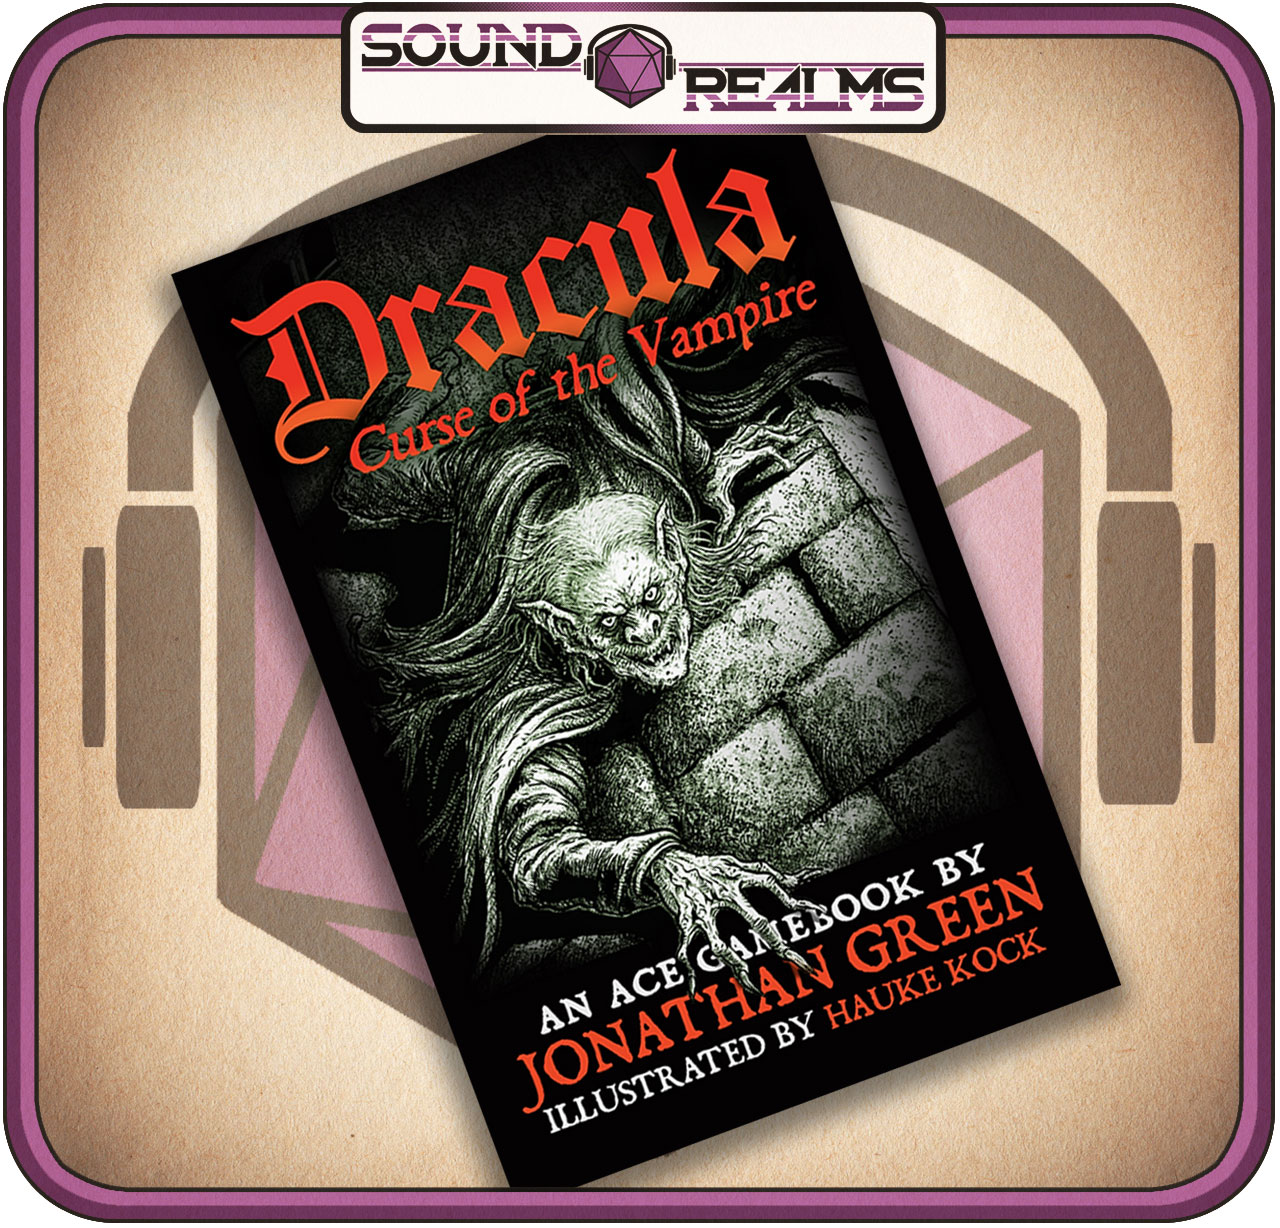 SOUND
REALMS
Dracula
Curse of the Vampire
AN ACE GAMEBOOK BY
JONATHAN GREEN
ILLUSTRATED BY HAUKE KOCK